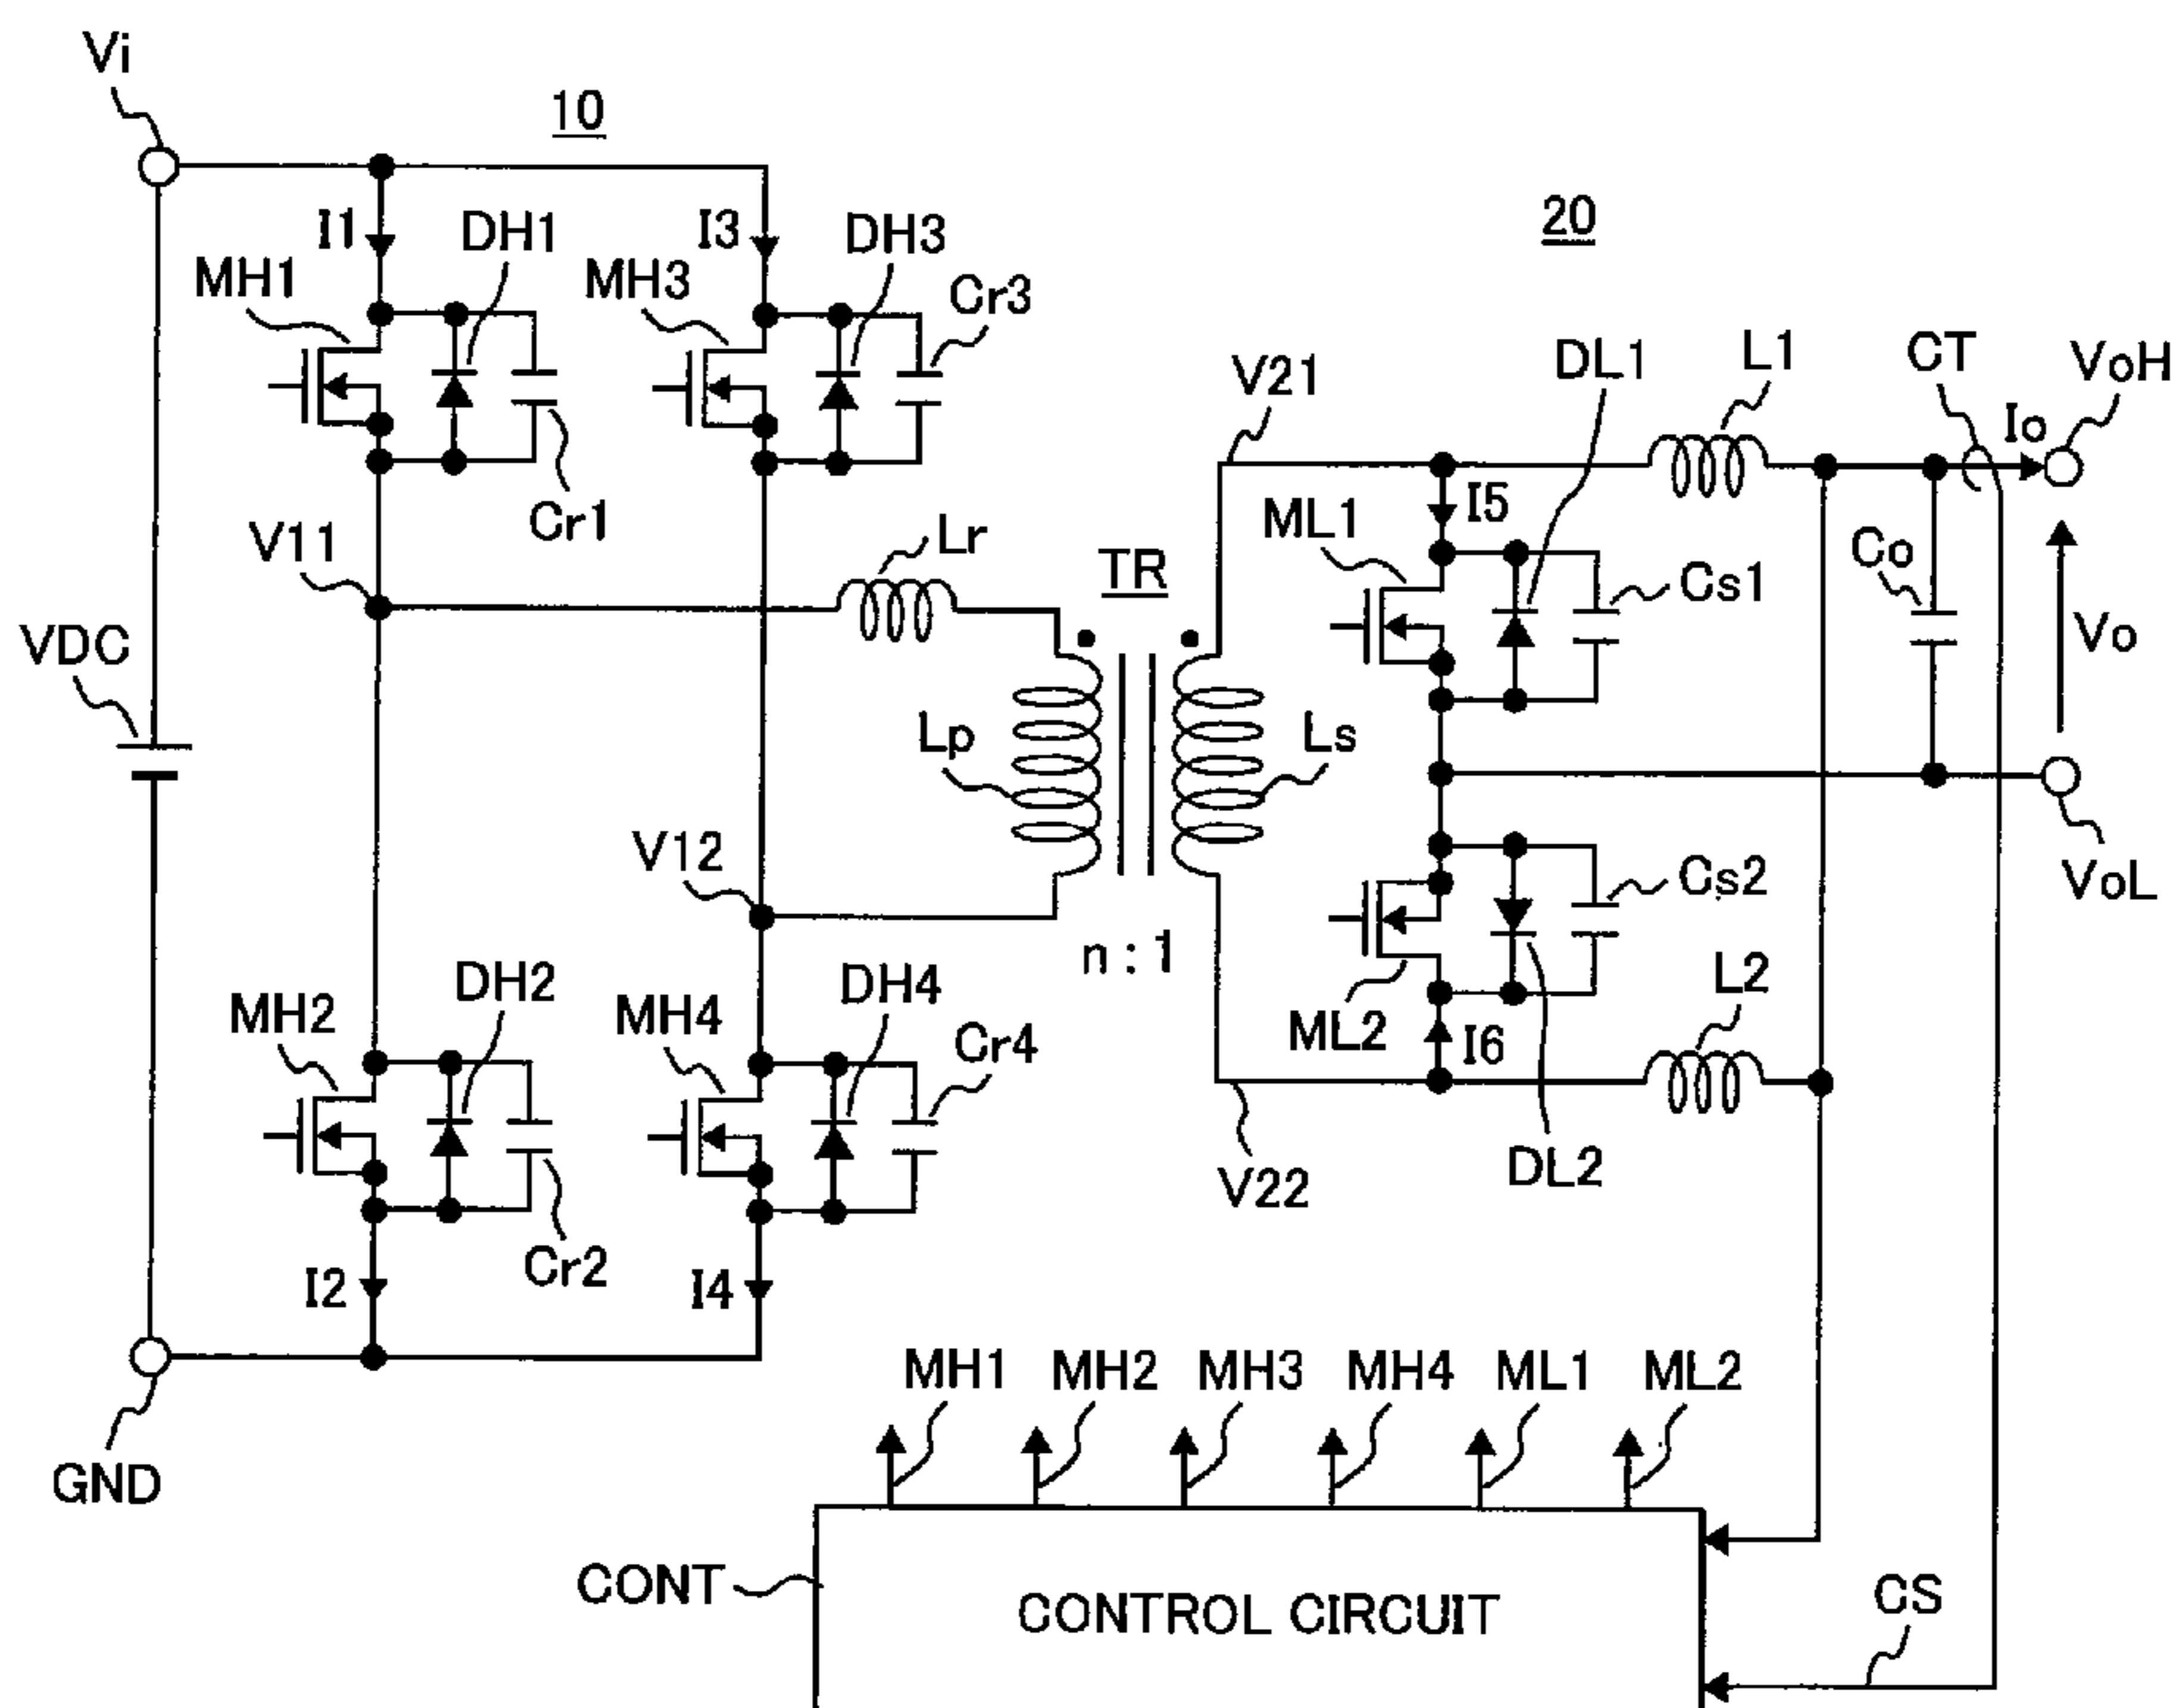 Vi
10
20
I1
DH1
I3
DH3
MH1
MH3
Cr3
Cr1
V11
Lr
TR
V21
DL1
L1
CT
VoH
Io
ML1
I5
Cs1
Co
Vo
VDC
Lp
Ls
V12
n : 1
Cs2
VoL
MH2
DH2
MH4
DH4
Cr4
ML2
I6
L2
DL2
V22
Cr2
I2
I4
GND
MH1
MH2
MH3
MH4
ML1
ML2
CONT
CONTROL CIRCUIT
CS